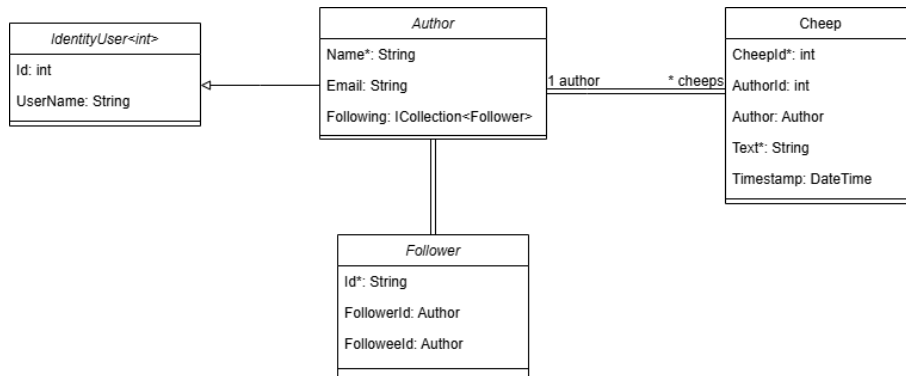 IdentityUser<int>
Id: int
UserName: String
Author
Name*: String
Email: String
Following: ICollection<Follower>
1 author
* cheeps
Cheep
CheepId*: int
AuthorId: int
Author: Author
Text*: String
Timestamp: DateTime
Follower
Id*: String
FollowerId: Author
FolloweeId: Author